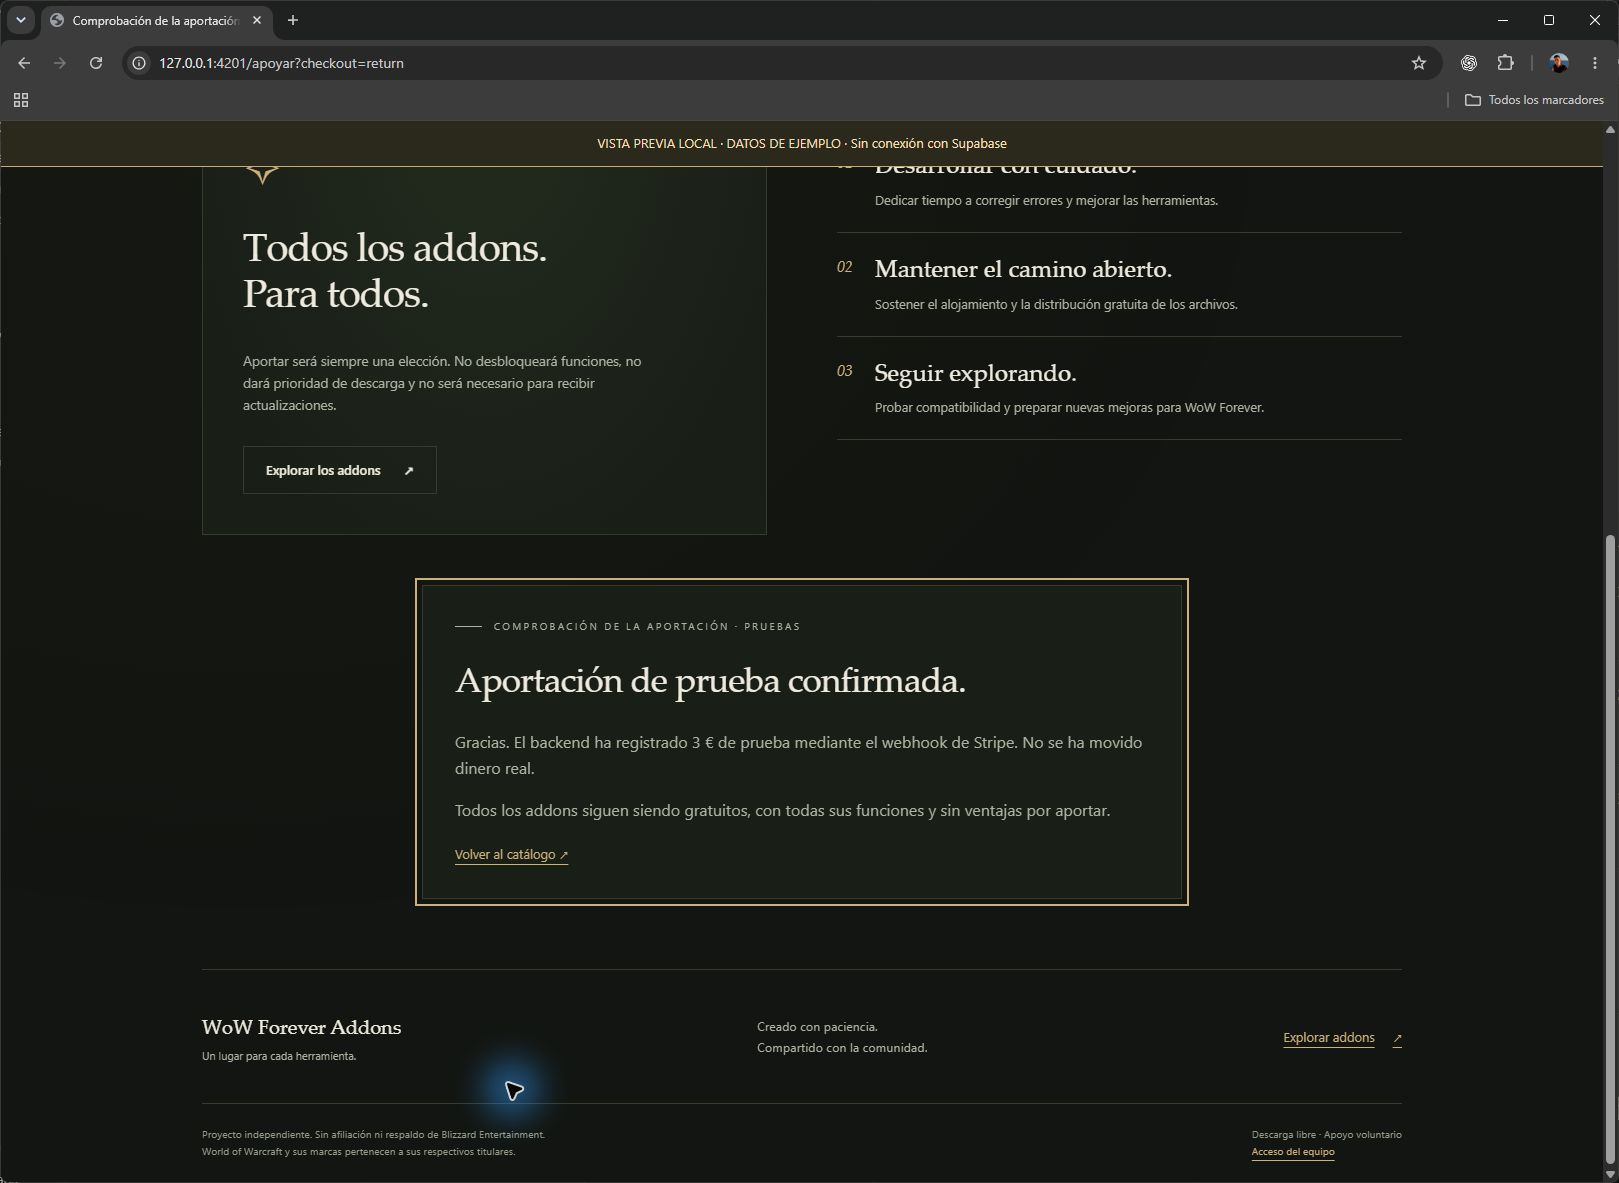 Comprobación de la aportación
127.0.0.1:4201/apoyar?checkout=return
Todos los marcadores
VISTA PREVIA LOCAL · DATOS DE EJEMPLO · Sin conexión con Supabase
Todos los addons.
Para todos.
Aportar será siempre una elección. No desbloqueará funciones, no
dará prioridad de descarga y no será necesario para recibir
actualizaciones.
Explorar los addons ↗
Desarrollar con cuidado.
Dedicar tiempo a corregir errores y mejorar las herramientas.
02 Mantener el camino abierto.
Sostener el alojamiento y la distribución gratuita de los archivos.
03 Seguir explorando.
Probar compatibilidad y preparar nuevas mejoras para WoW Forever.
COMPROBACIÓN DE LA APORTACIÓN · PRUEBAS
Aportación de prueba confirmada.
Gracias. El backend ha registrado 3 € de prueba mediante el webhook de Stripe. No se ha movido
dinero real.
Todos los addons siguen siendo gratuitos, con todas sus funciones y sin ventajas por aportar.
Volver al catálogo ↗
WoW Forever Addons
Un lugar para cada herramienta.
Creado con paciencia.
Compartido con la comunidad.
Explorar addons ↗
Proyecto independiente. Sin afiliación ni respaldo de Blizzard Entertainment.
World of Warcraft y sus marcas pertenecen a sus respectivos titulares.
Descarga libre · Apoyo voluntario
Acceso del equipo